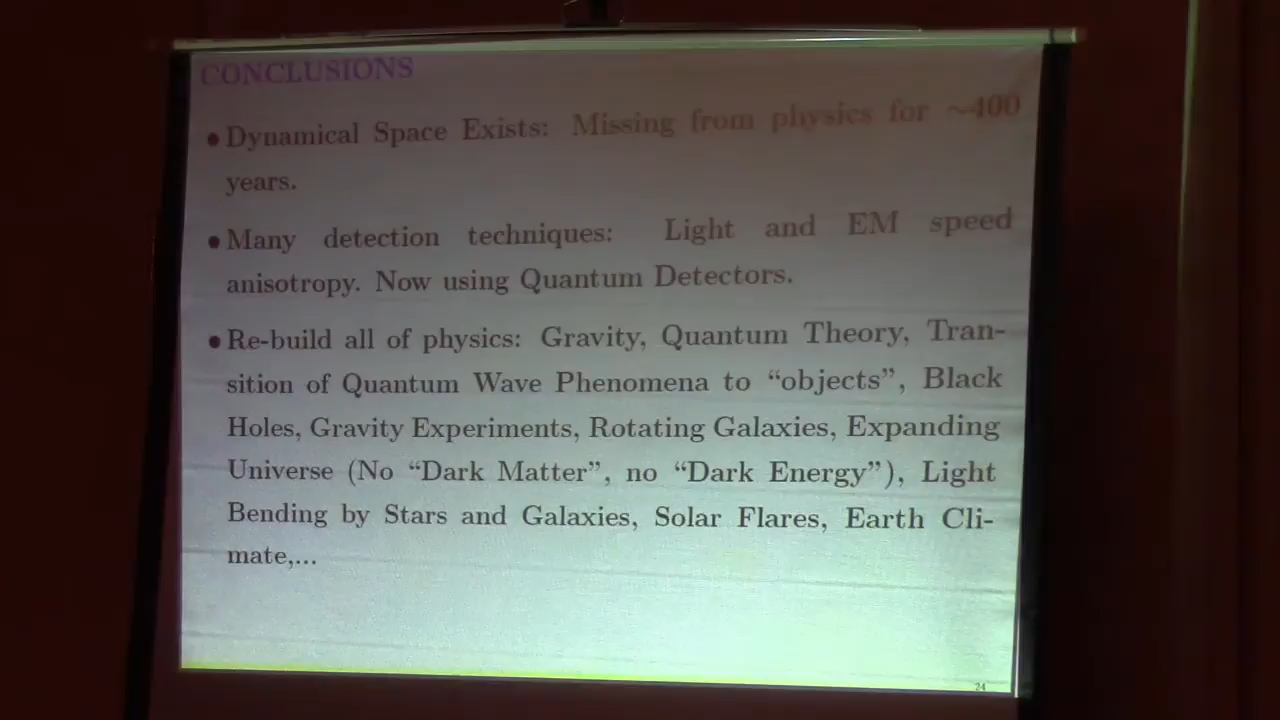 CONCLUSIONS
• Dynamical Space Exists: Missing from physics for ~400
years.
• Many detection techniques: Light and EM speed
anisotropy. Now using Quantum Detectors.
• Re-build all of physics: Gravity, Quantum Theory, Tran-
sition of Quantum Wave Phenomena to “objects”, Black
Holes, Gravity Experiments, Rotating Galaxies, Expanding
Universe (No “Dark Matter”, no “Dark Energy”), Light
Bending by Stars and Galaxies, Solar Flares, Earth Cli-
mate,...
24